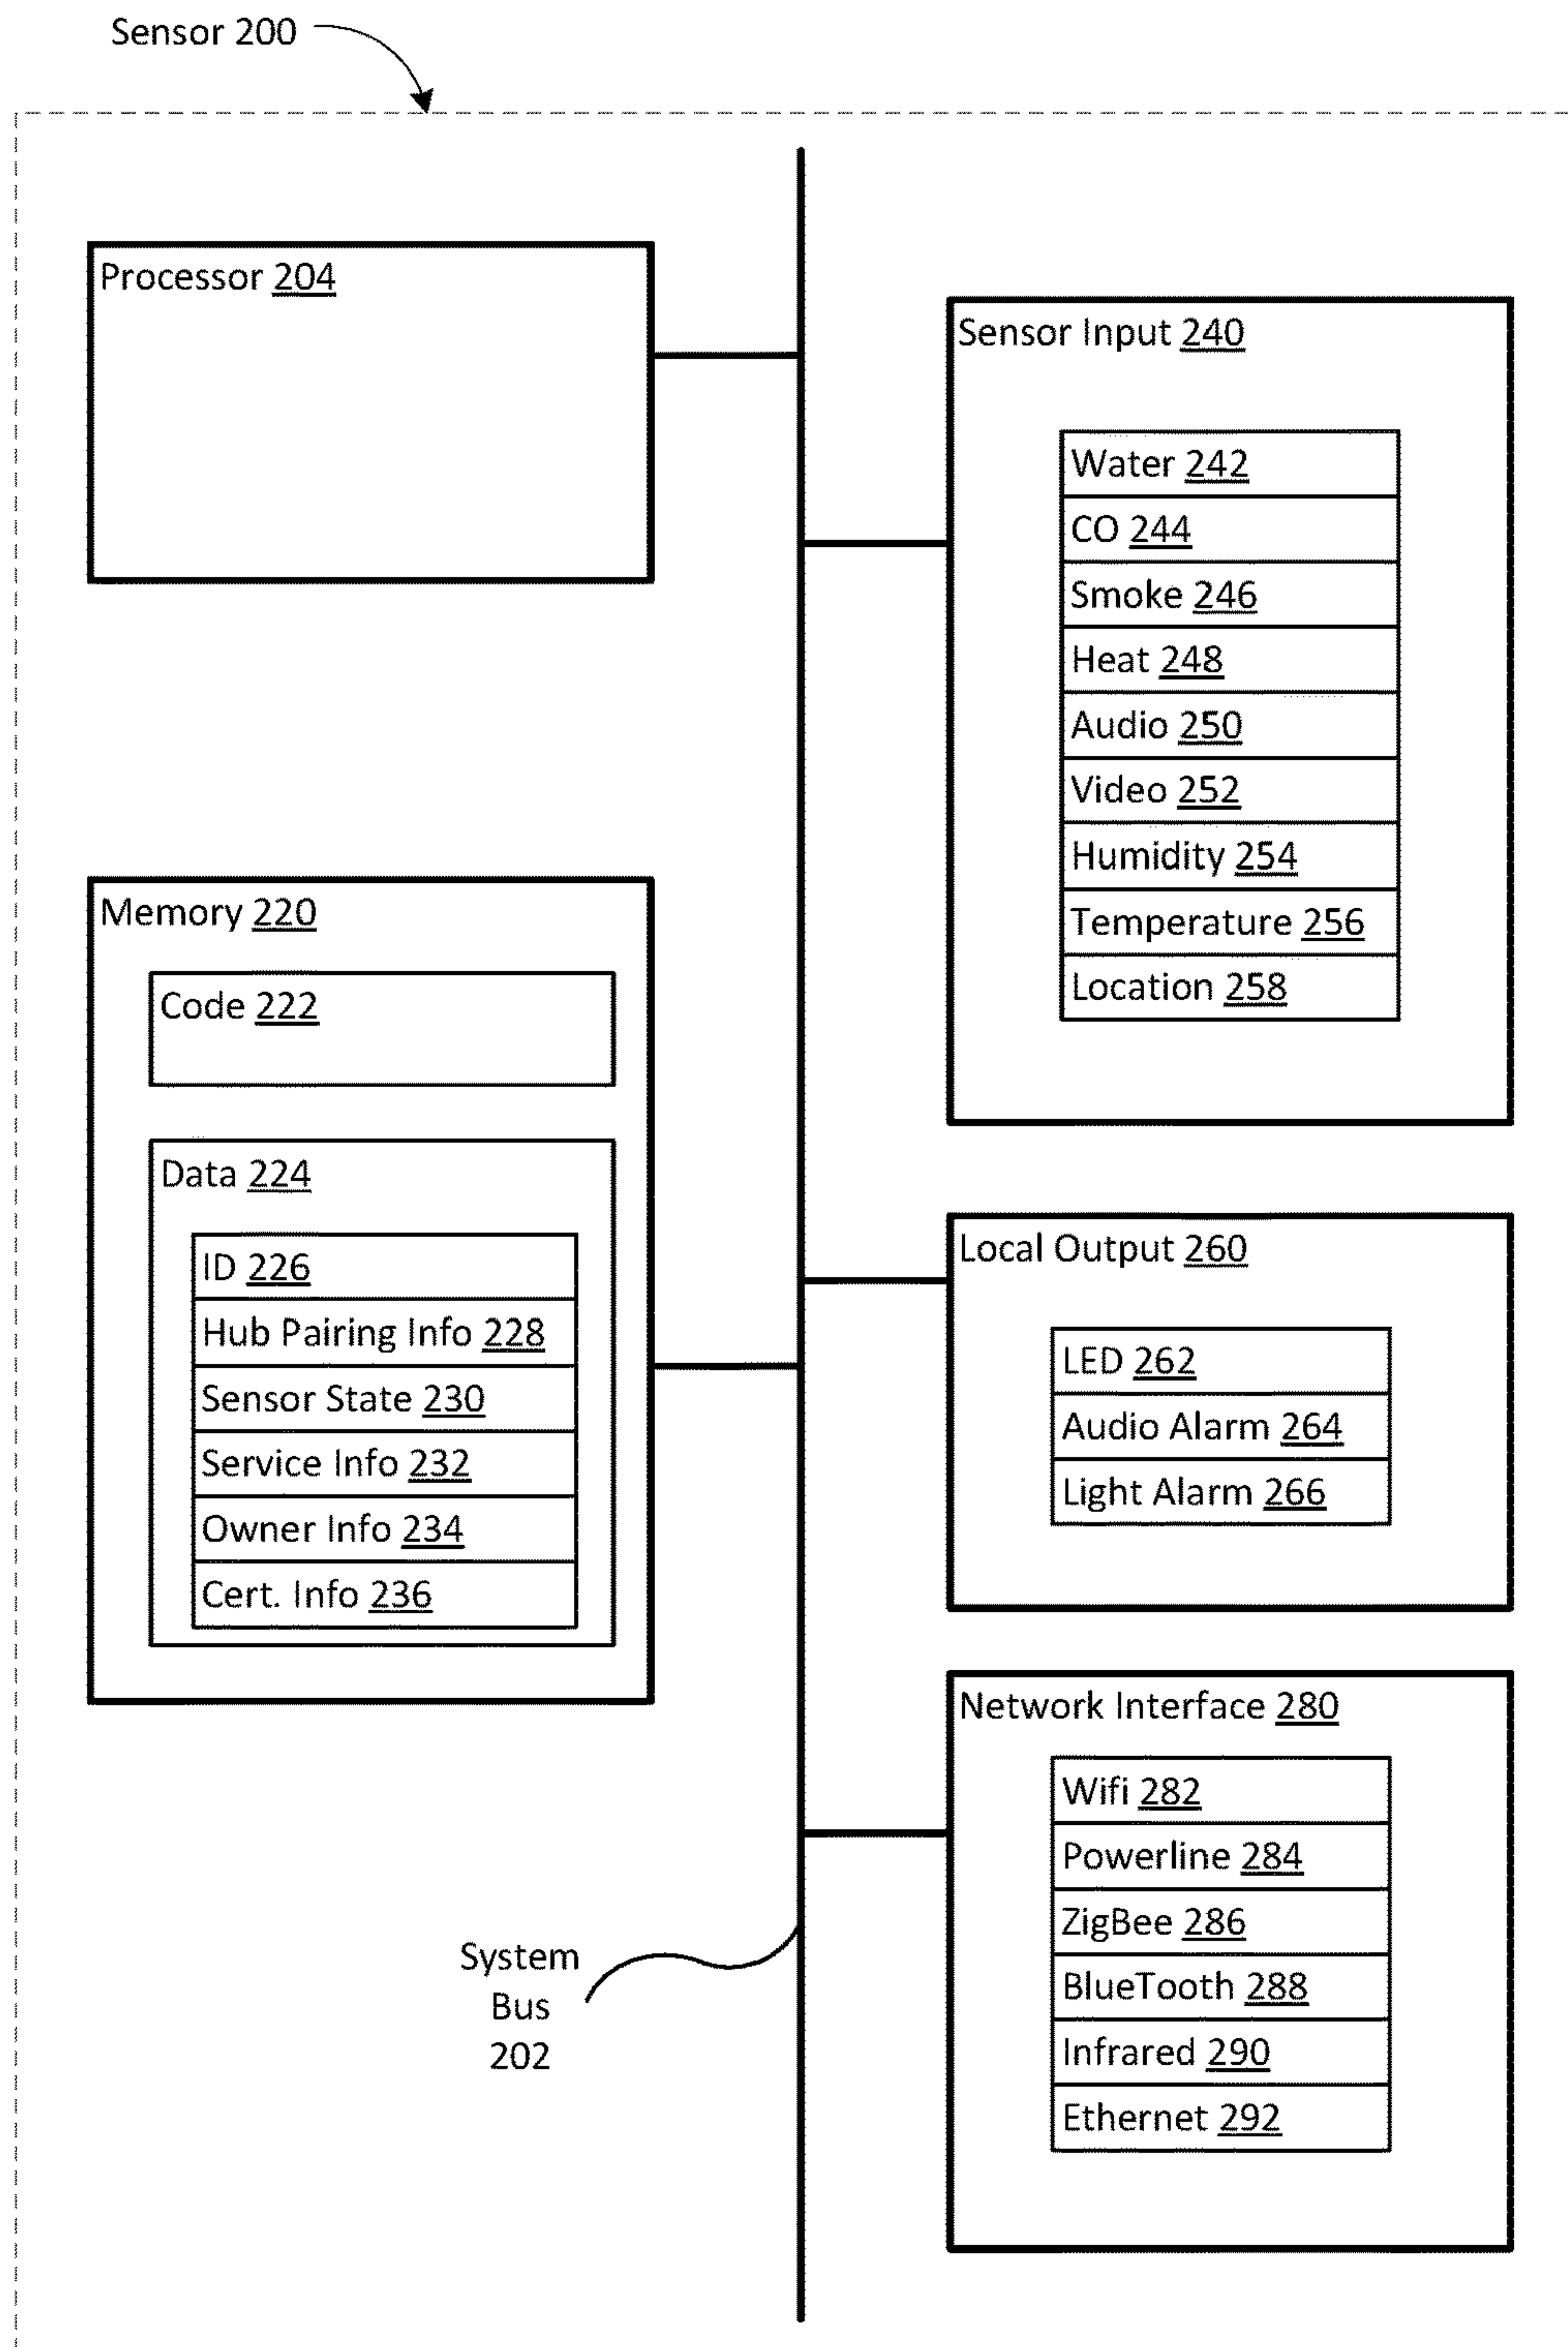 Sensor 200
Processor 204
Sensor Input 240
Water 242
CO 244
Smoke 246
Heat 248
Audio 250
Video 252
Humidity 254
Temperature 256
Location 258
Memory 220
Code 222
Data 224
ID 226
Hub Pairing Info 228
Sensor State 230
Service Info 232
Owner Info 234
Cert. Info 236
Local Output 260
LED 262
Audio Alarm 264
Light Alarm 266
Network Interface 280
Wifi 282
Powerline 284
ZigBee 286
BlueTooth 288
Infrared 290
Ethernet 292
System
Bus
202